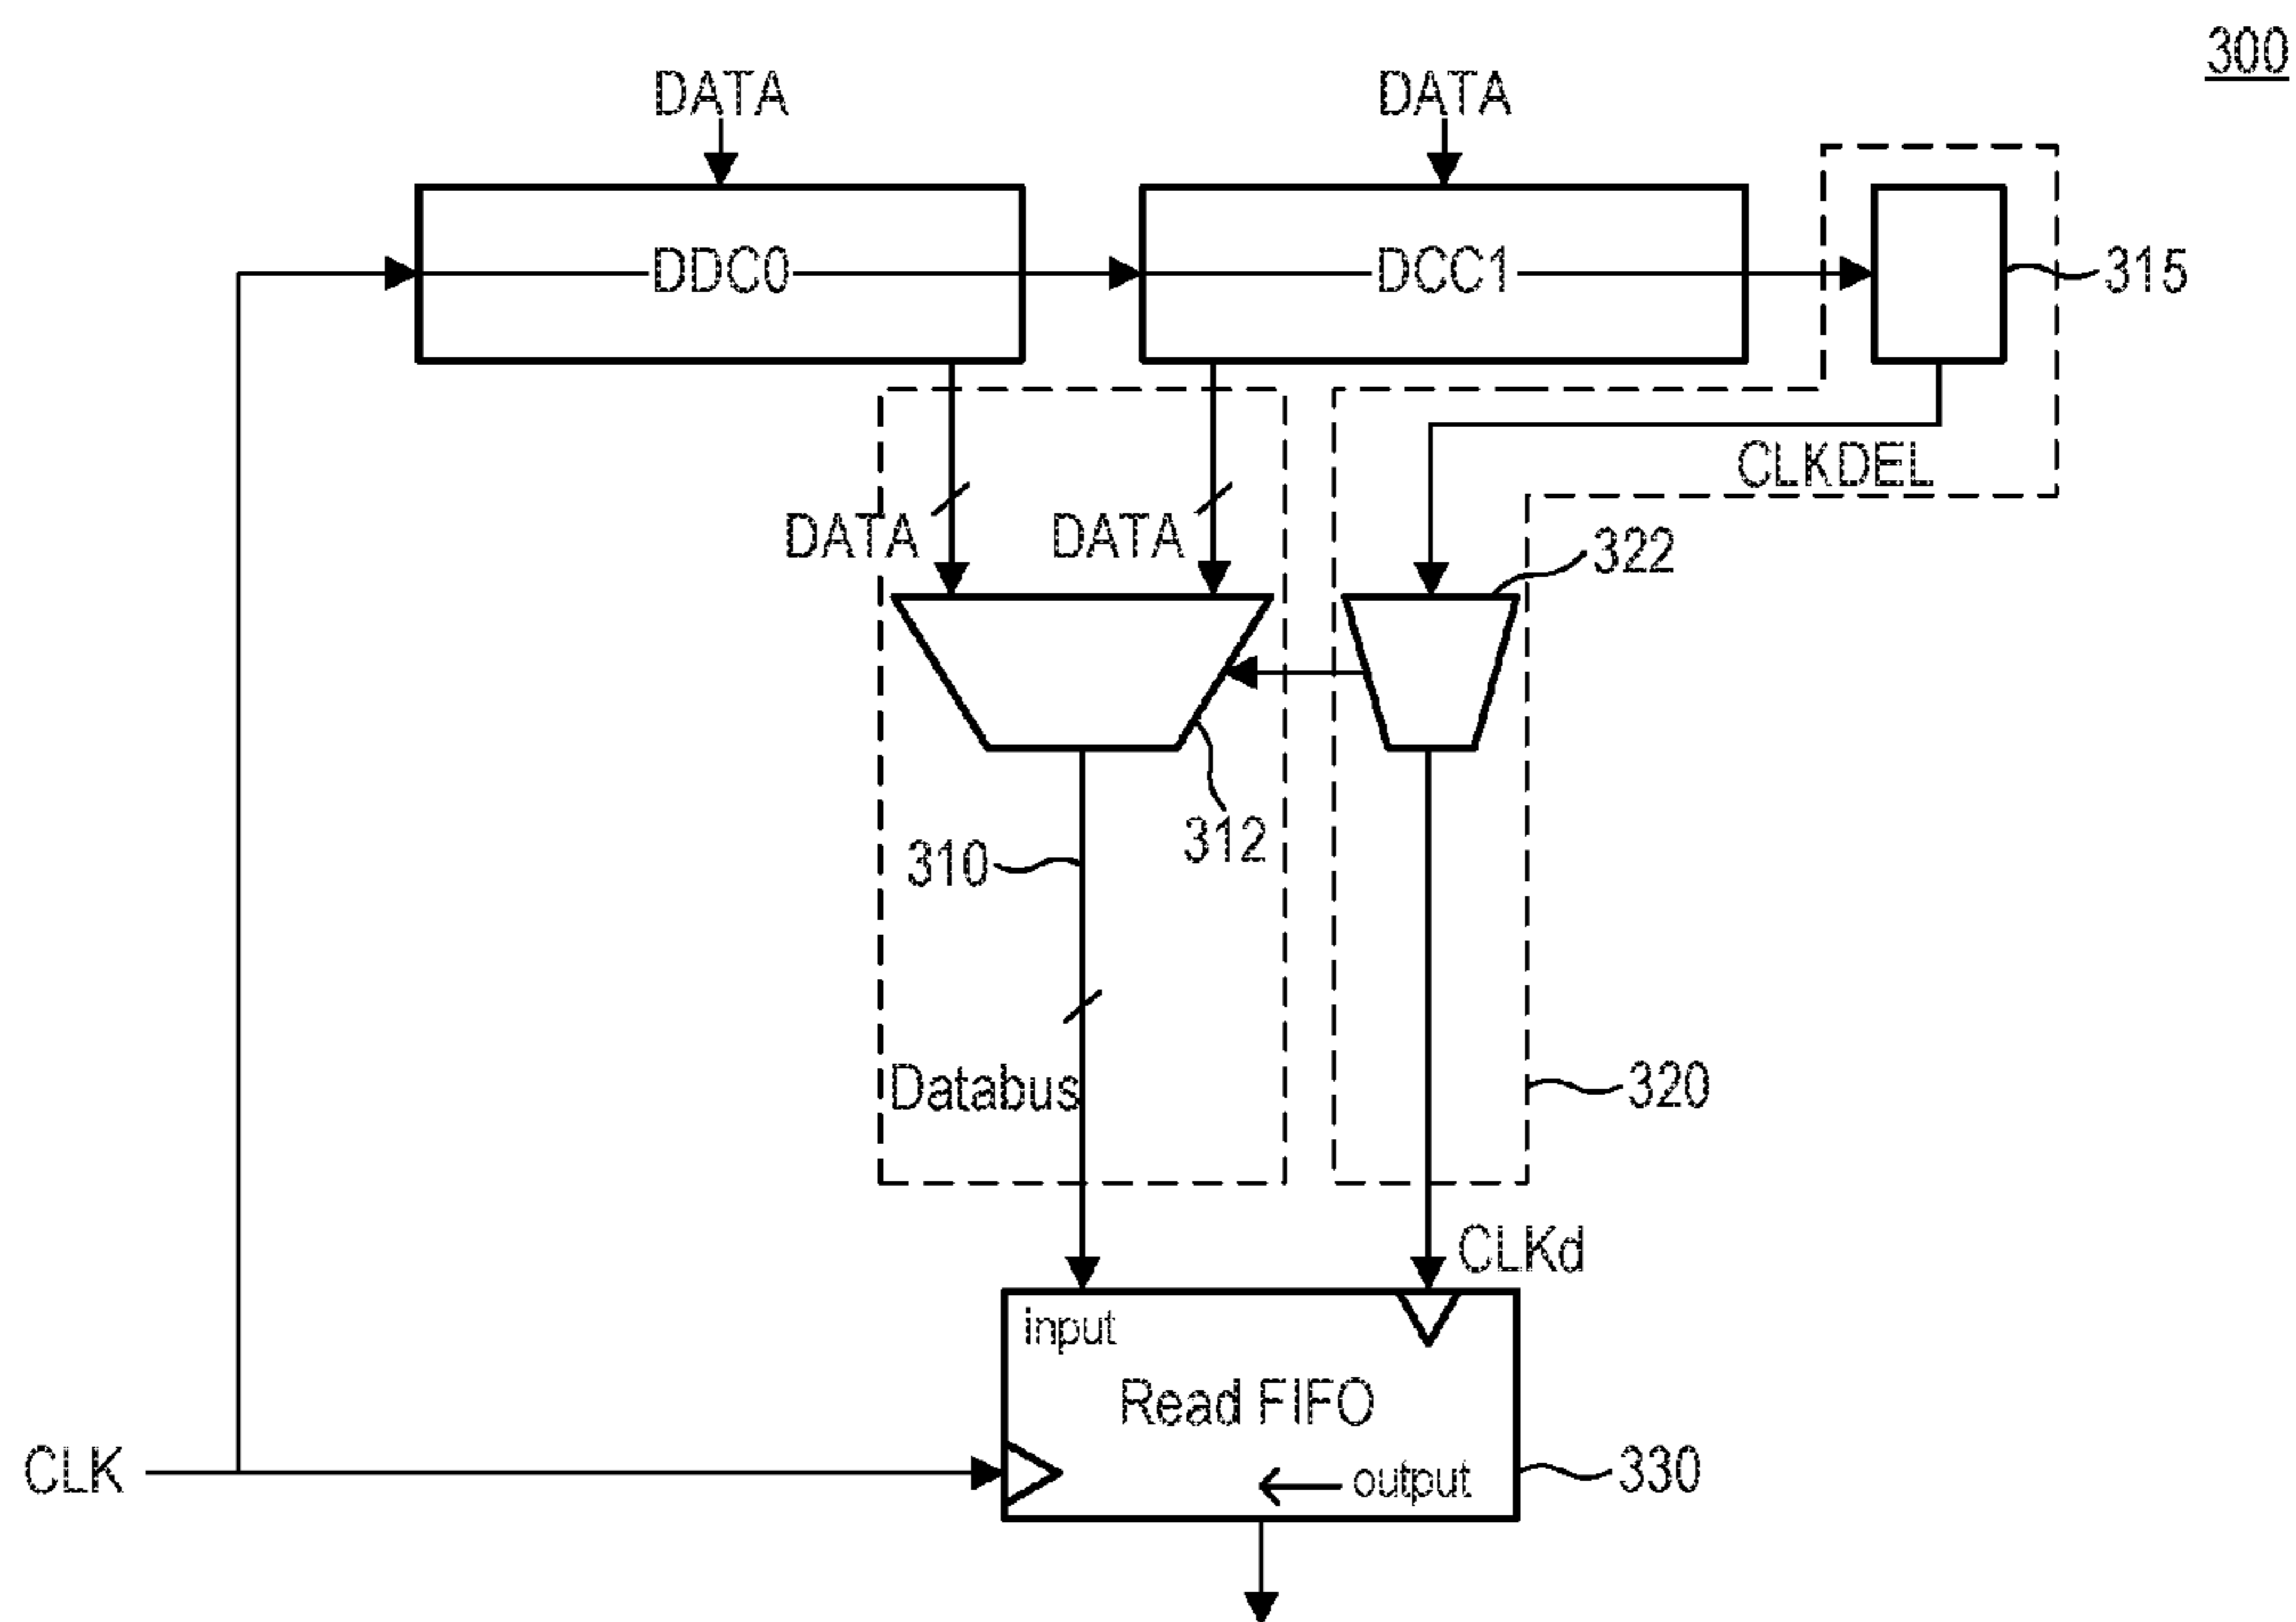 300
DATA
DATA
DDC0
DCC1
315
CLKDEL
DATA
DATA
322
312
310
Databus
320
CLKd
input
Read FIFO
CLK
output
330